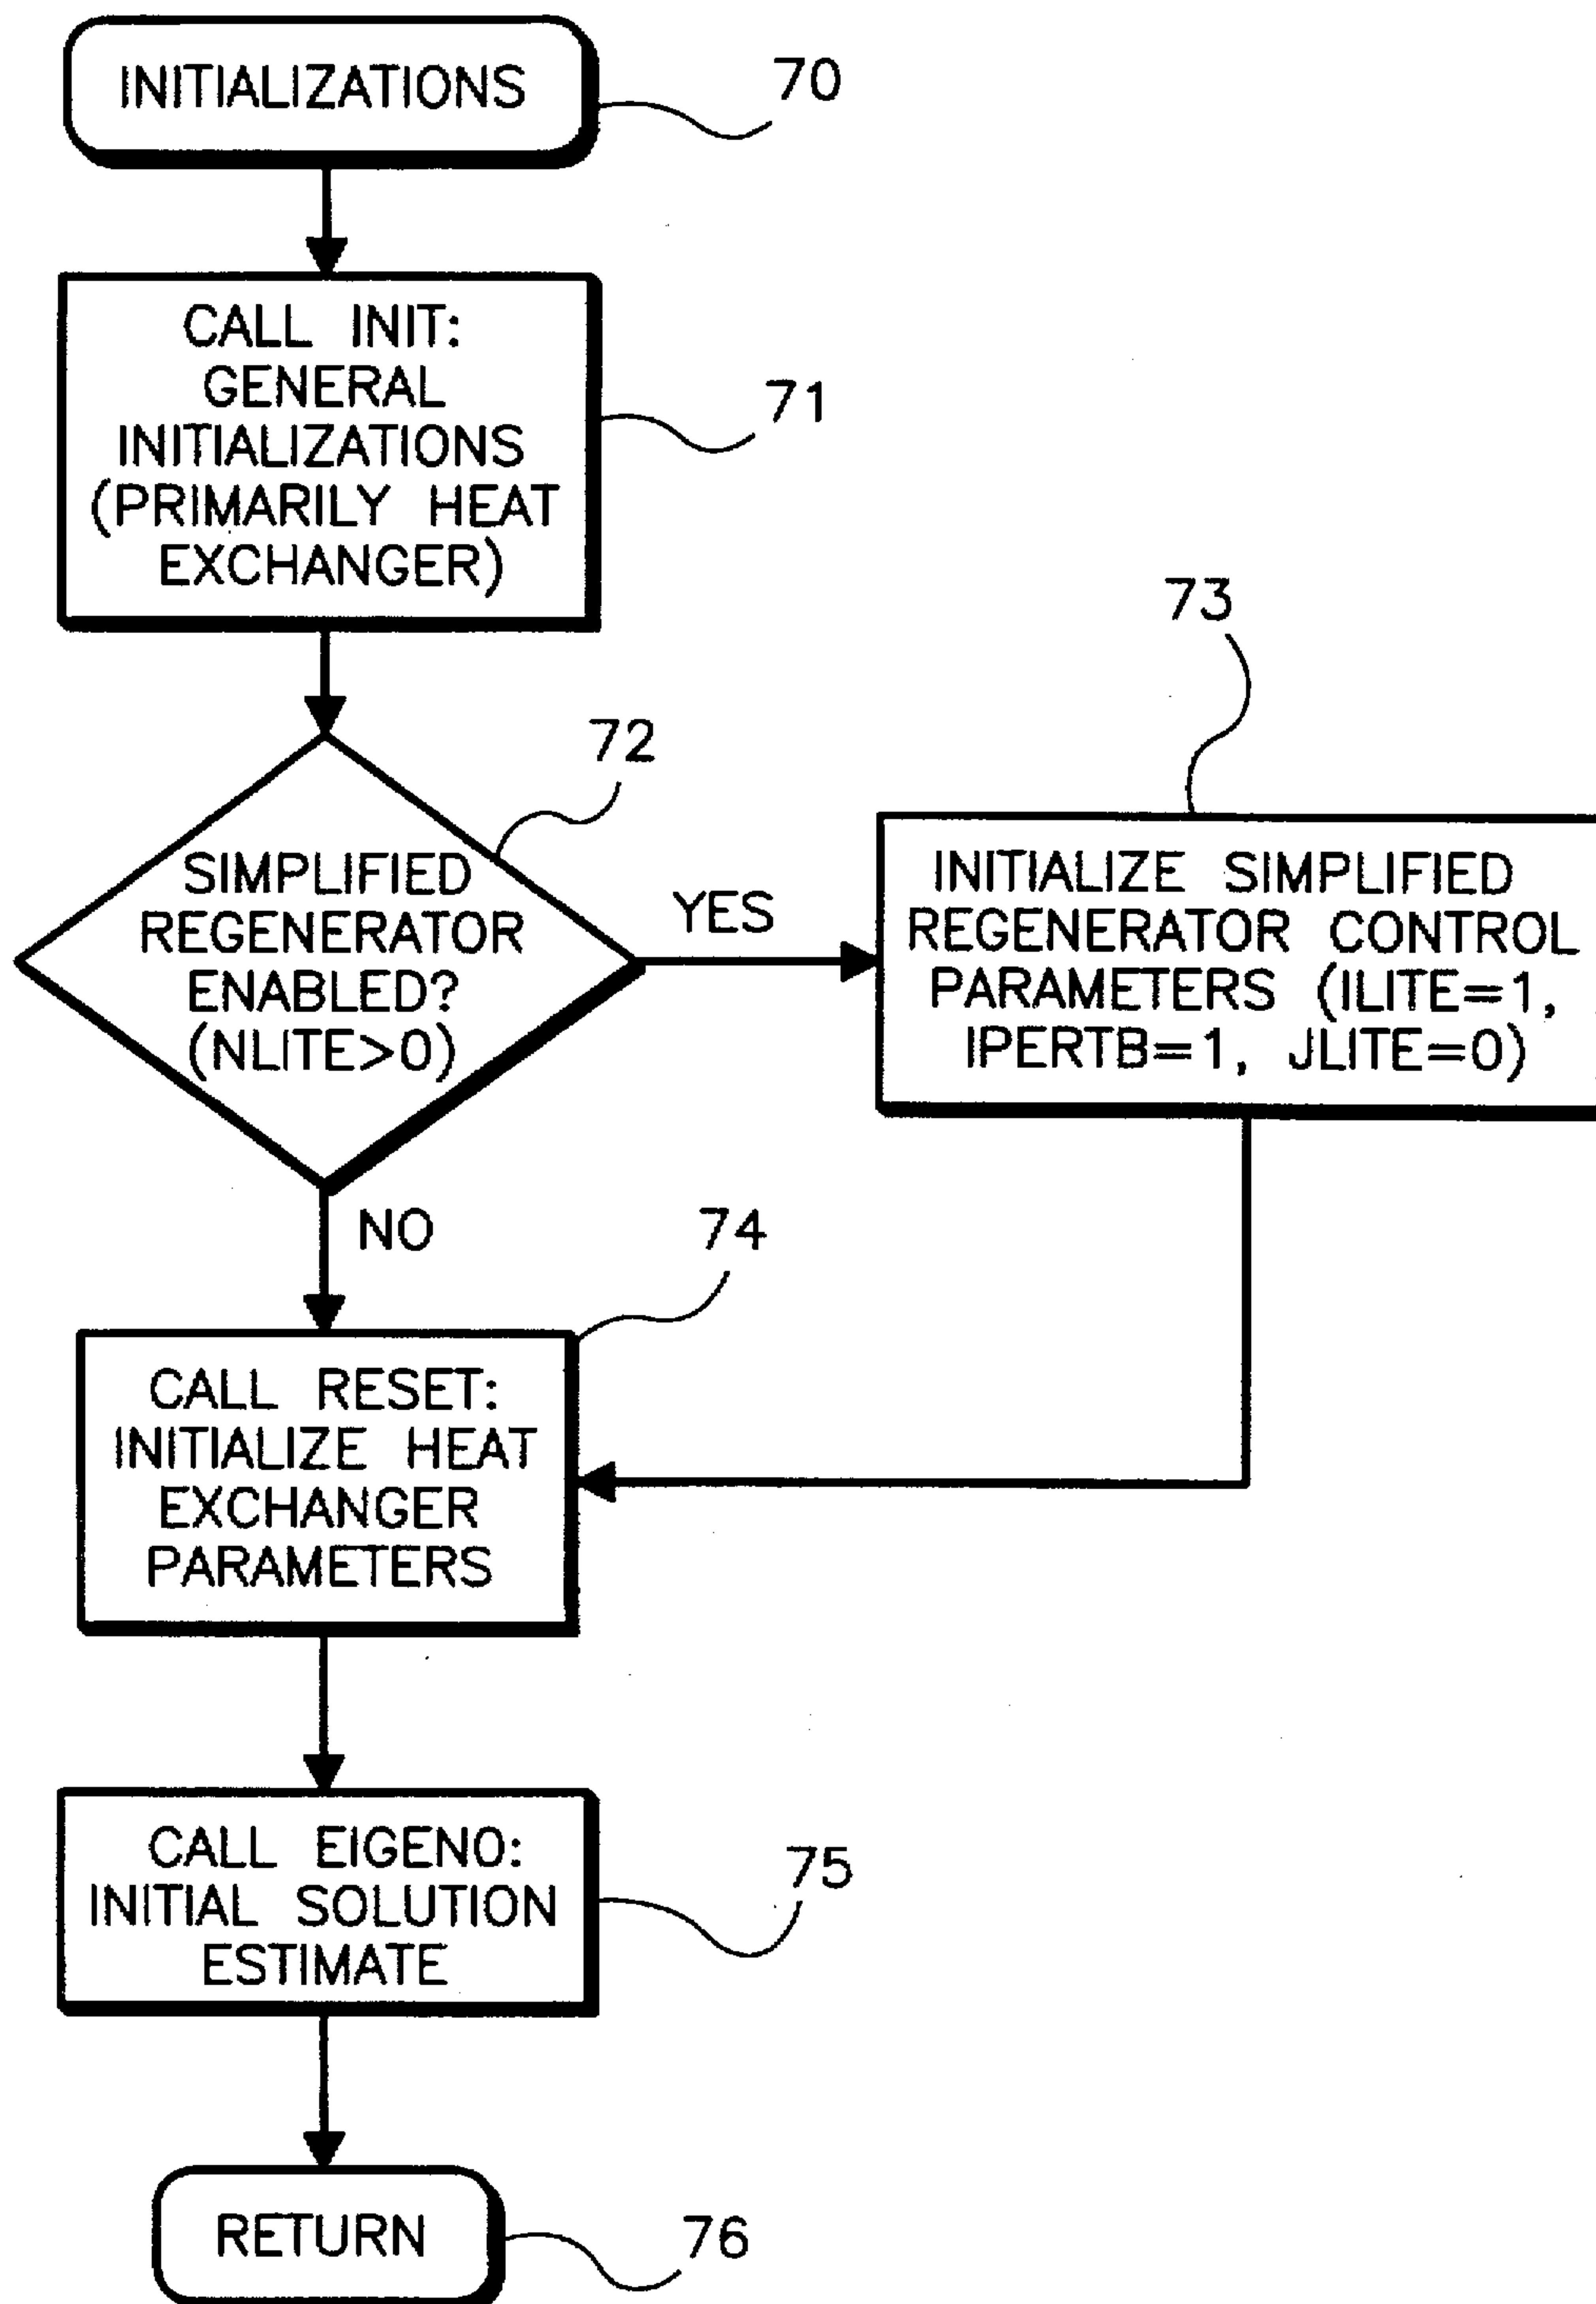 INITIALIZATIONS
70
CALL INIT:
GENERAL
INITIALIZATIONS
(PRIMARILY HEAT
EXCHANGER)
71
72
SIMPLIFIED
REGENERATOR
ENABLED?
(NLITE>0)
YES
73
INITIALIZE SIMPLIFIED
REGENERATOR CONTROL
PARAMETERS (ILITE=1,
IPERTB=1, JLITE=0)
NO
74
CALL RESET:
INITIALIZE HEAT
EXCHANGER
PARAMETERS
CALL EIGENO:
INITIAL SOLUTION
ESTIMATE
75
RETURN
76